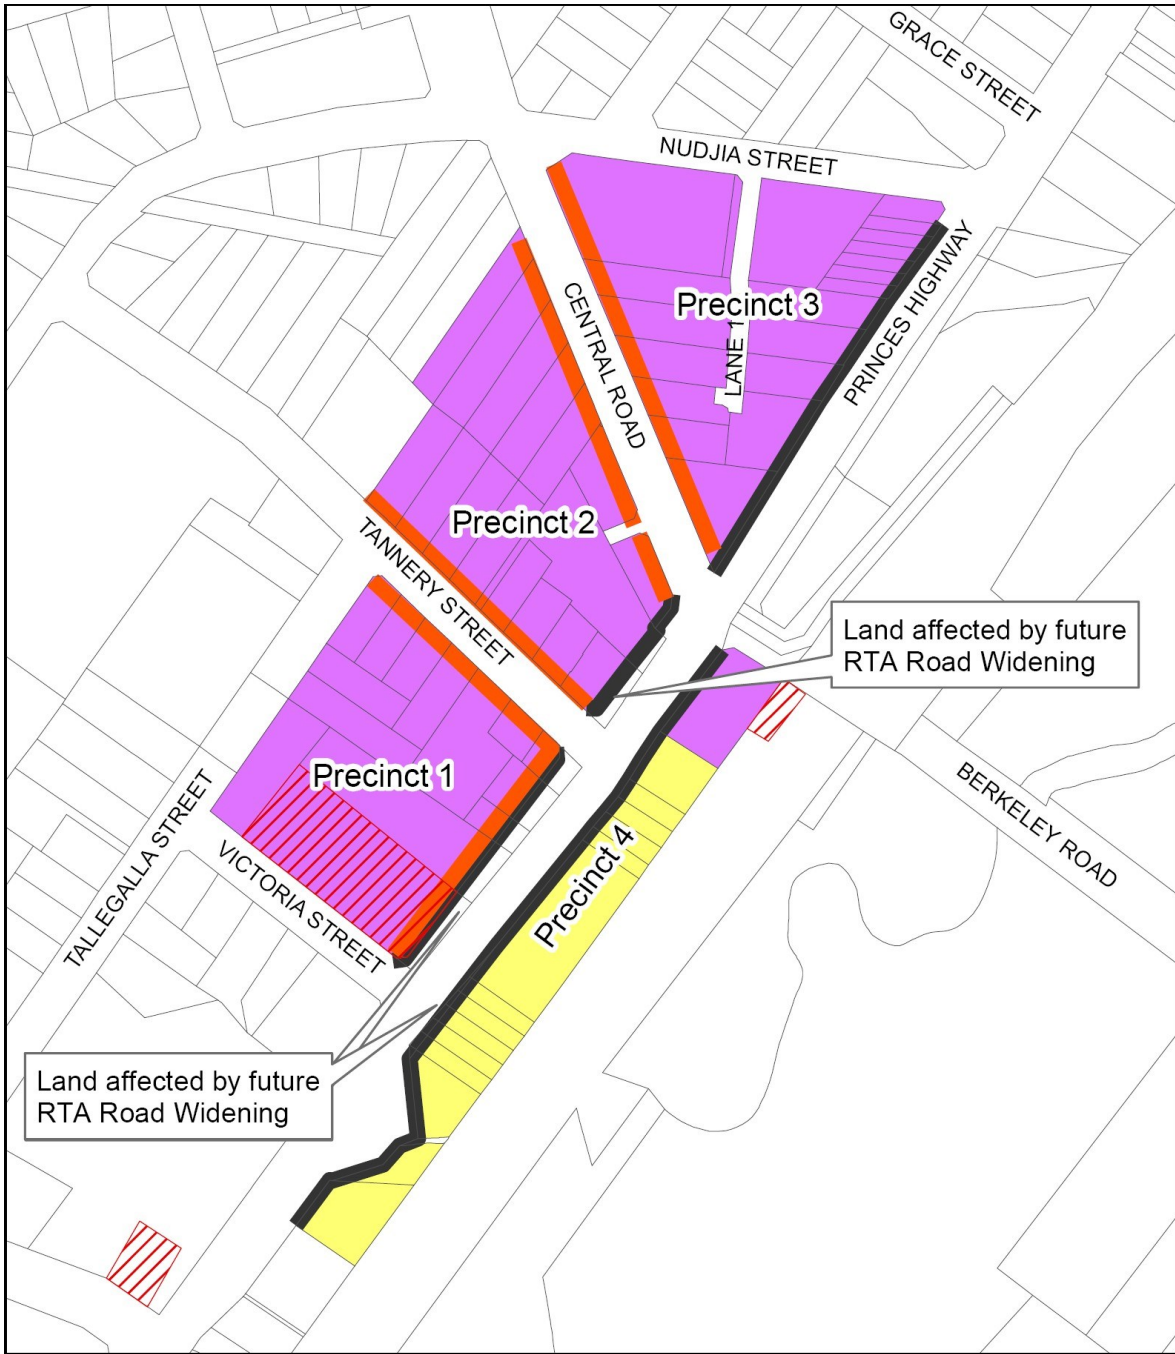 GRACE STREET
NUDJIA STREET
PRINCES HIGHWAY
Precinct 3
CENTRAL ROAD
LANE 1
Precinct 2
TANNERY STREET
Land affected by future
RTA Road Widening
Precinct 1
BERKELEY ROAD
Precinct 4
TALLEGALLA STREET
VICTORIA STREET
Land affected by future
RTA Road Widening